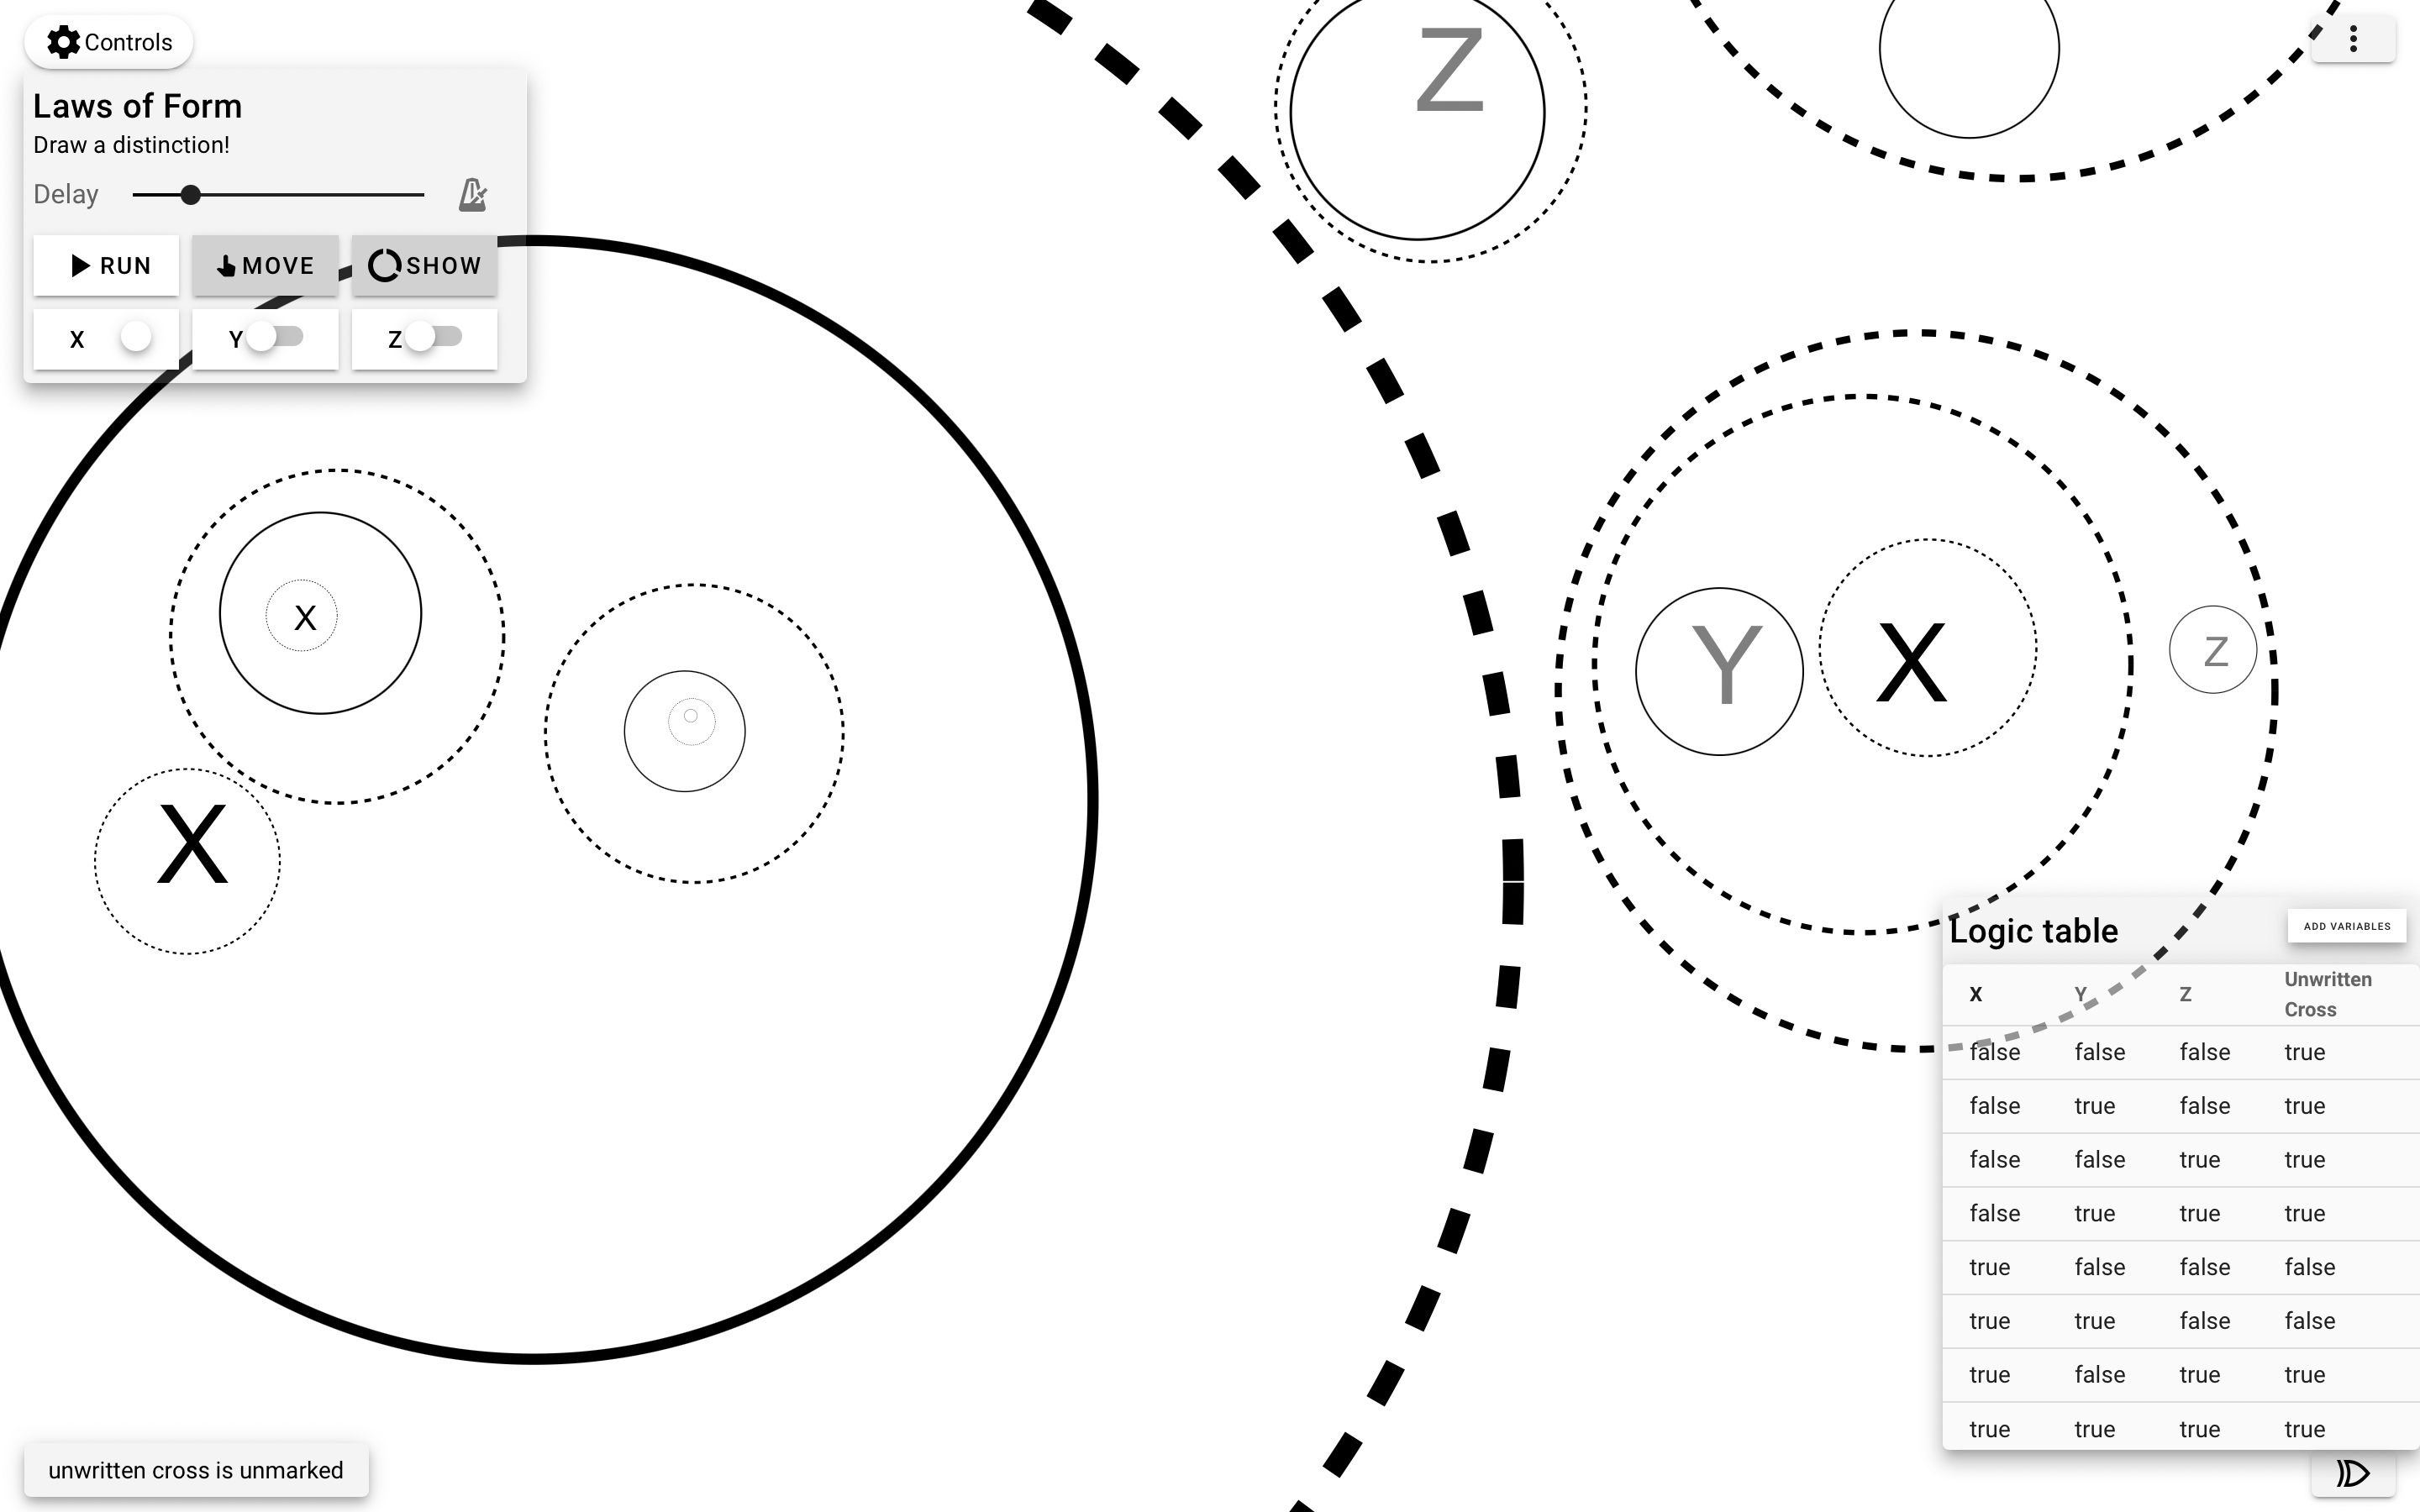 Controls
Laws of Form
Draw a distinction!
Delay
RUN MOVE SHOW
X Y Z
Z
x
X
Y X Z
Logic table ADD VARIABLES
X Y Z Unwritten Cross
false false false true
false true false true
false false true true
false true true true
true false false false
true true false false
true false true true
true true true true
unwritten cross is unmarked